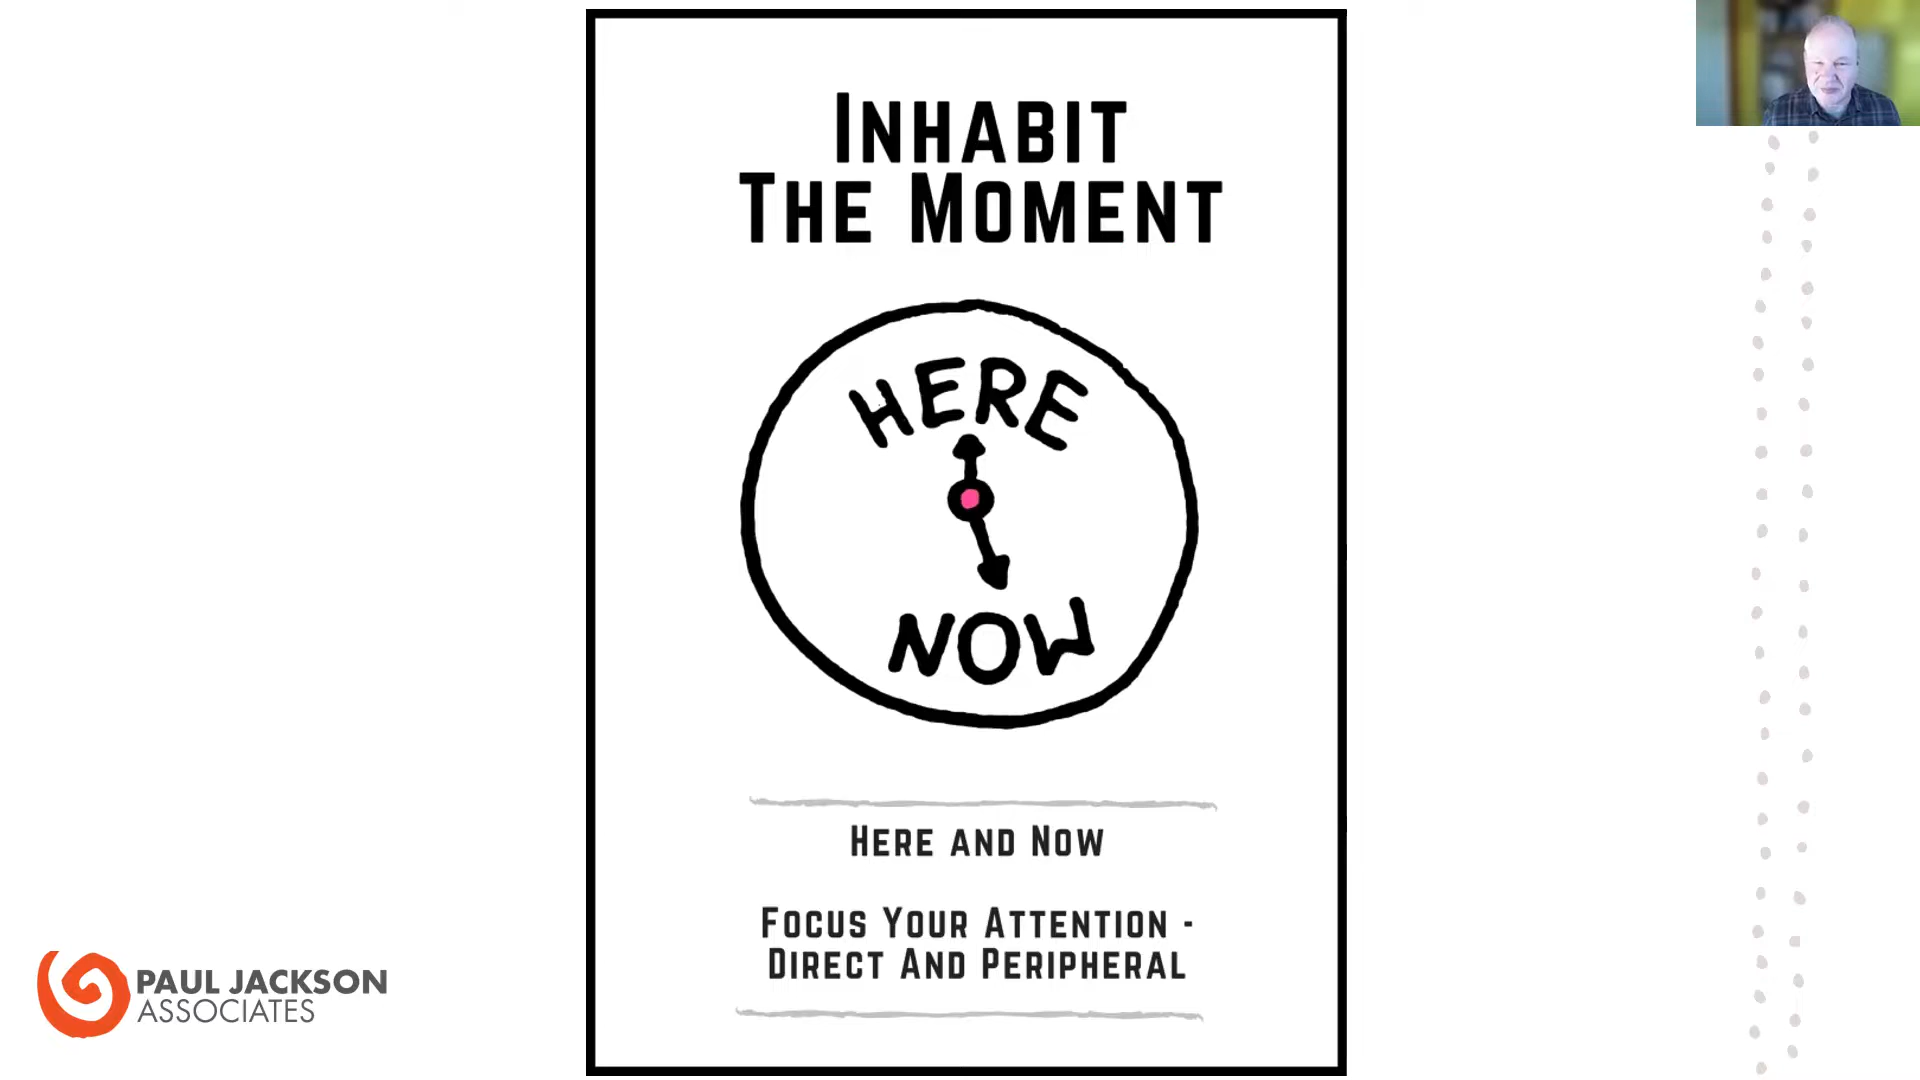 INHABIT
THE MOMENT
HERE
NOW
HERE AND NOW
FOCUS YOUR ATTENTION -
DIRECT AND PERIPHERAL
PAUL JACKSON
ASSOCIATES